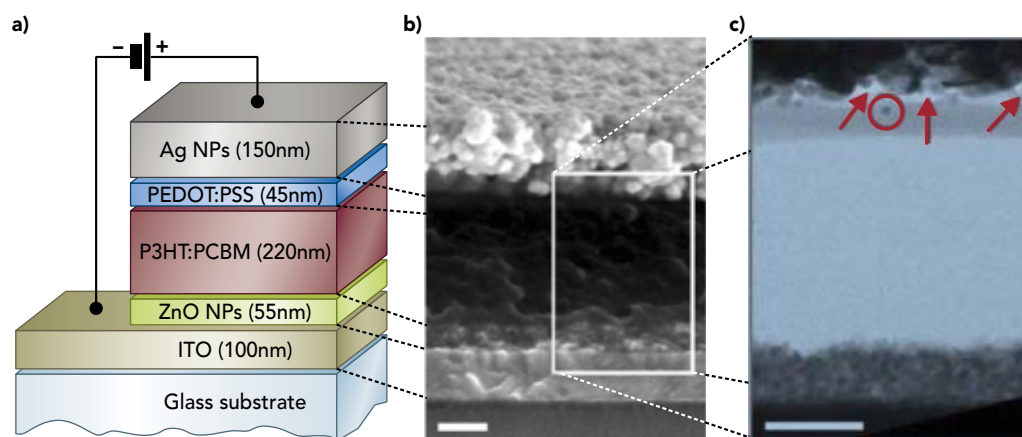 a)
− +
Ag NPs (150nm)
PEDOT:PSS (45nm)
P3HT:PCBM (220nm)
ZnO NPs (55nm)
ITO (100nm)
Glass substrate
b)
c)